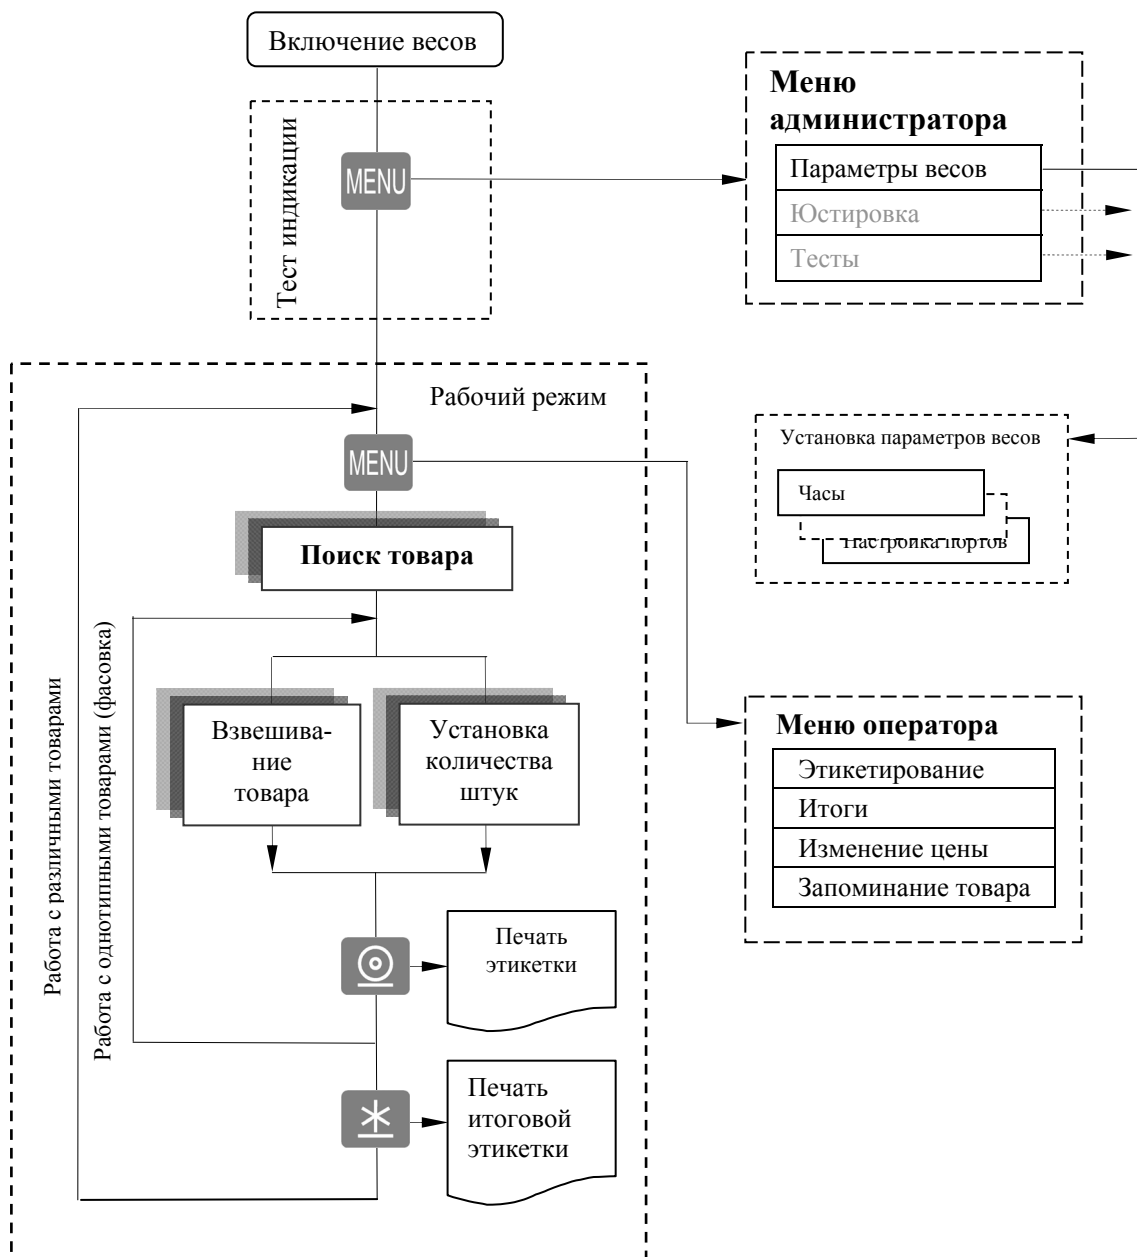 Включение весов
Тест индикации
MENU
Меню
администратора
Параметры весов
Юстировка
Тесты
Рабочий режим
MENU
Установка параметров весов
Часы
Настройка портов
Поиск товара
Работа с различными товарами
Работа с однотипными товарами (фасовка)
Взвешива-
ние
товара
Установка
количества
штук
Меню оператора
Этикетирование
Итоги
Изменение цены
Запоминание товара
Печать
этикетки
Печать
итоговой
этикетки